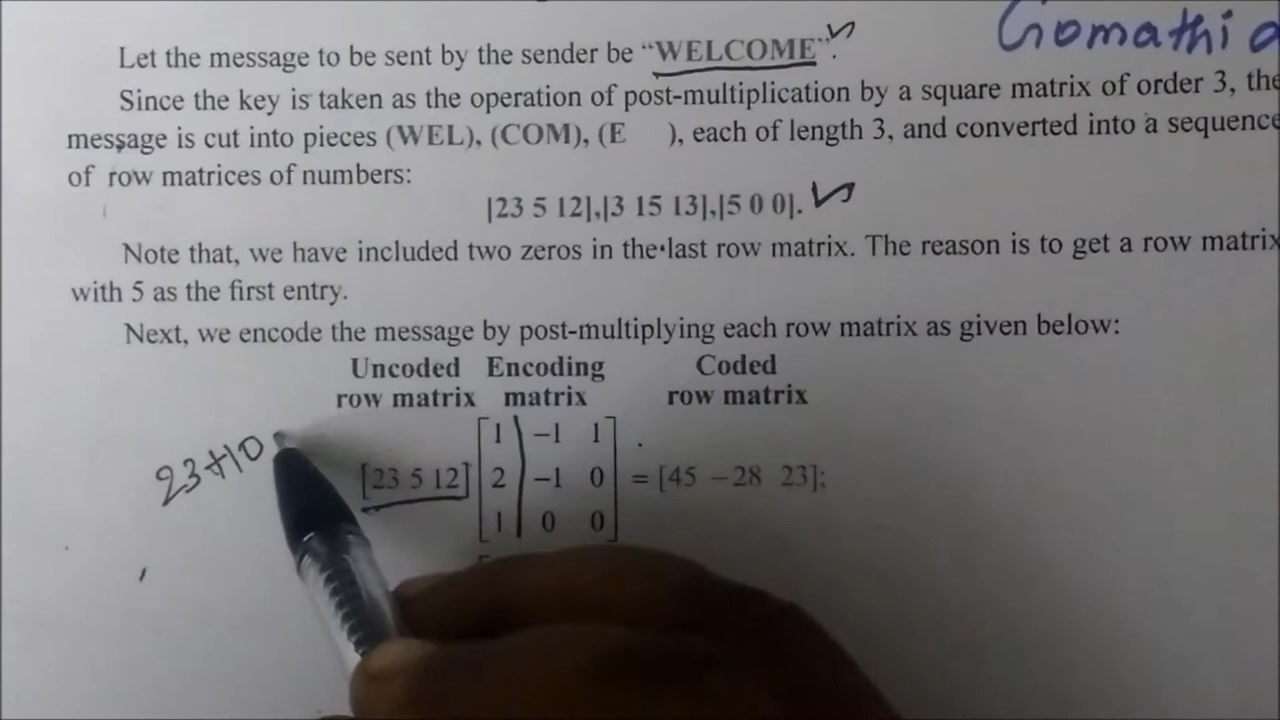 Gomathi
Let the message to be sent by the sender be “WELCOME”.
Since the key is taken as the operation of post-multiplication by a square matrix of order 3, the
message is cut into pieces (WEL), (COM), (E ), each of length 3, and converted into a sequence
of row matrices of numbers:
[23 5 12],[3 15 13],[5 0 0].
Note that, we have included two zeros in the last row matrix. The reason is to get a row matrix
with 5 as the first entry.
Next, we encode the message by post-multiplying each row matrix as given below:
Uncoded Encoding Coded
row matrix matrix row matrix
1 −1 1
23+10
[23 5 12] 2 −1 0 = [45 −28 23];
1 0 0